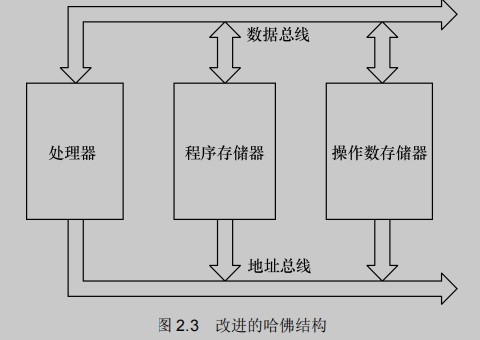 数据总线
处理器
程序存储器
操作数存储器
地址总线
图 2.3 改进的哈佛结构